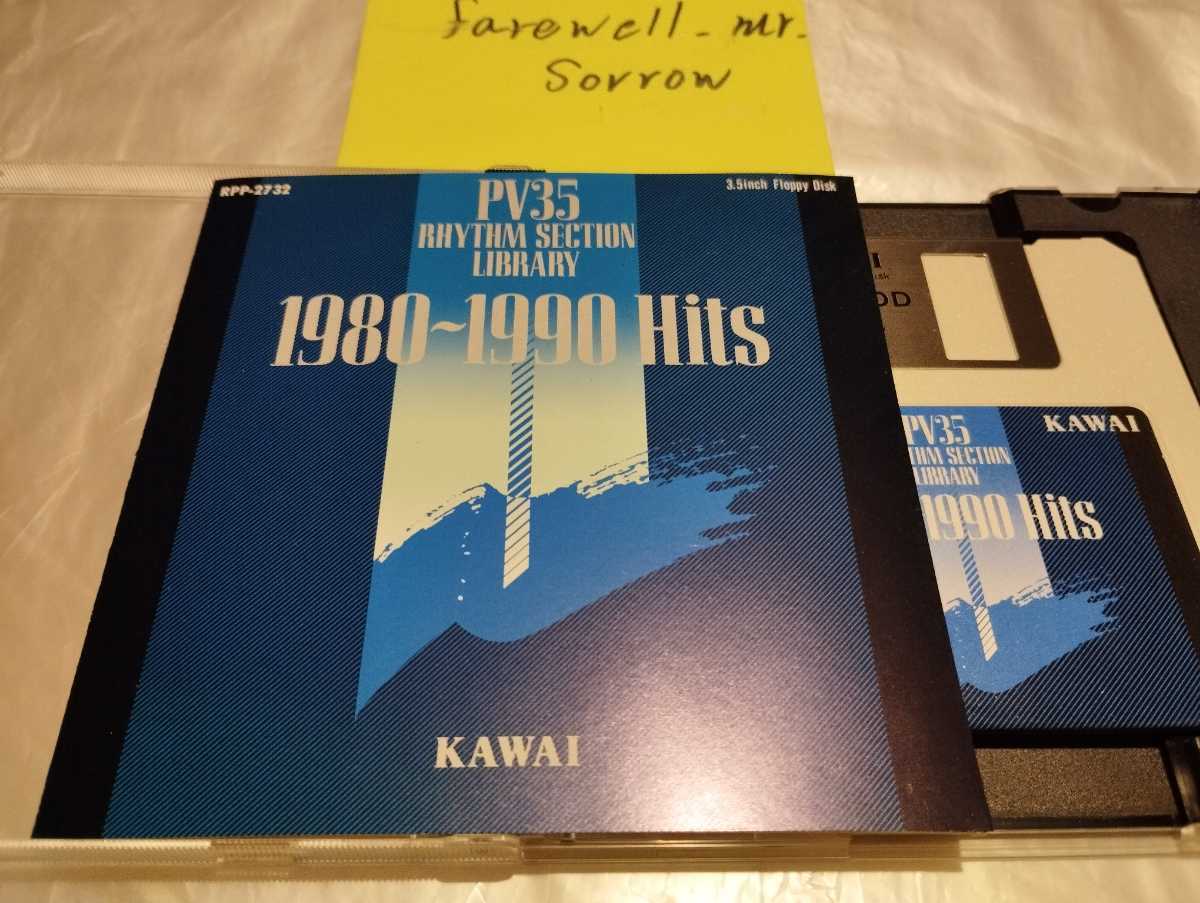 farewell_mr.
Sorrow
RPP-2732
3.5inch Floppy Disk
PV35
RHYTHM SECTION
LIBRARY
1980~1990 Hits
KAWAI
DD
PV35
KAWAI
THM SECTION
LIBRARY
1990 Hits